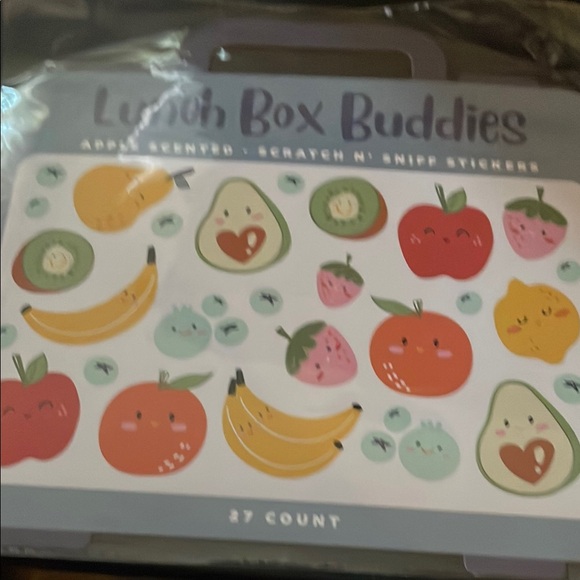 Lunch Box Buddies
APPLE SCENTED - SCRATCH N' SNIFF STICKERS
27 COUNT